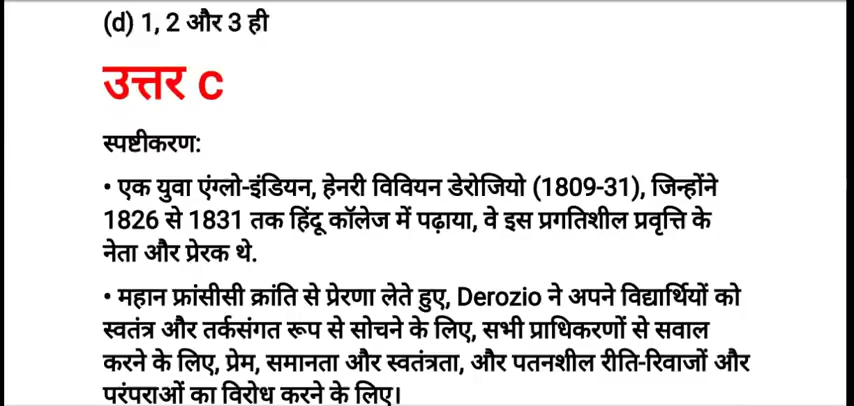 (d) 1, 2 और 3 ही
उत्तर C
स्पष्टीकरण:
• एक युवा एंग्लो-इंडियन, हेनरी विवियन डेरोजियो (1809-31), जिन्होंने
1826 से 1831 तक हिंदू कॉलेज में पढ़ाया, वे इस प्रगतिशील प्रवृत्ति के
नेता और प्रेरक थे.
• महान फ्रांसीसी क्रांति से प्रेरणा लेते हुए, Derozio ने अपने विद्यार्थियों को
स्वतंत्र और तर्कसंगत रूप से सोचने के लिए, सभी प्राधिकरणों से सवाल
करने के लिए, प्रेम, समानता और स्वतंत्रता, और पतनशील रीति-रिवाजों और
परंपराओं का विरोध करने के लिए।